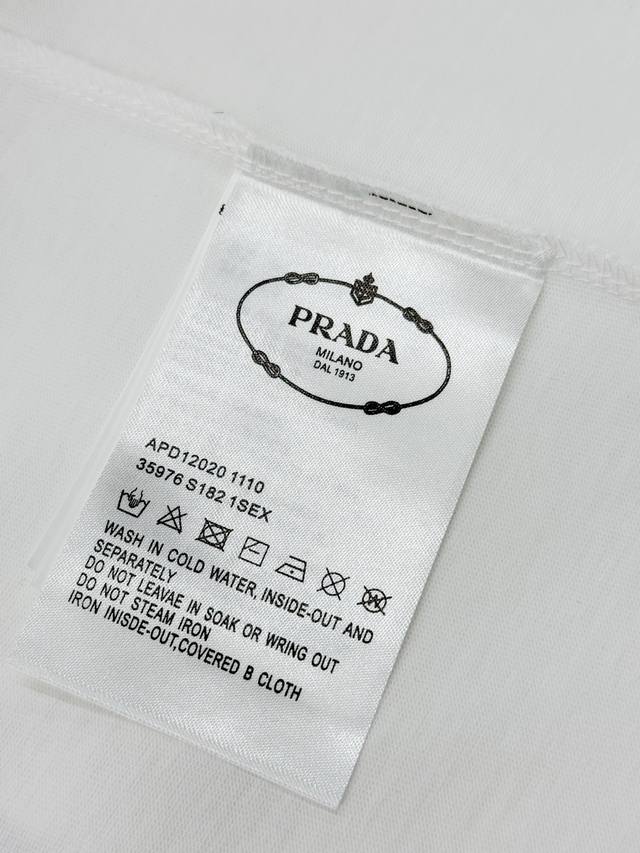 PRADA
MILANO
DAL 1913
APD12020 1110
35976 S182 1SEX
WASH IN COLD WATER, INSIDE-OUT AND
SEPARATELY
DO NOT LEAVAE IN SOAK OR WRING OUT
DO NOT STEAM IRON
IRON INISDE-OUT,COVERED B CLOTH